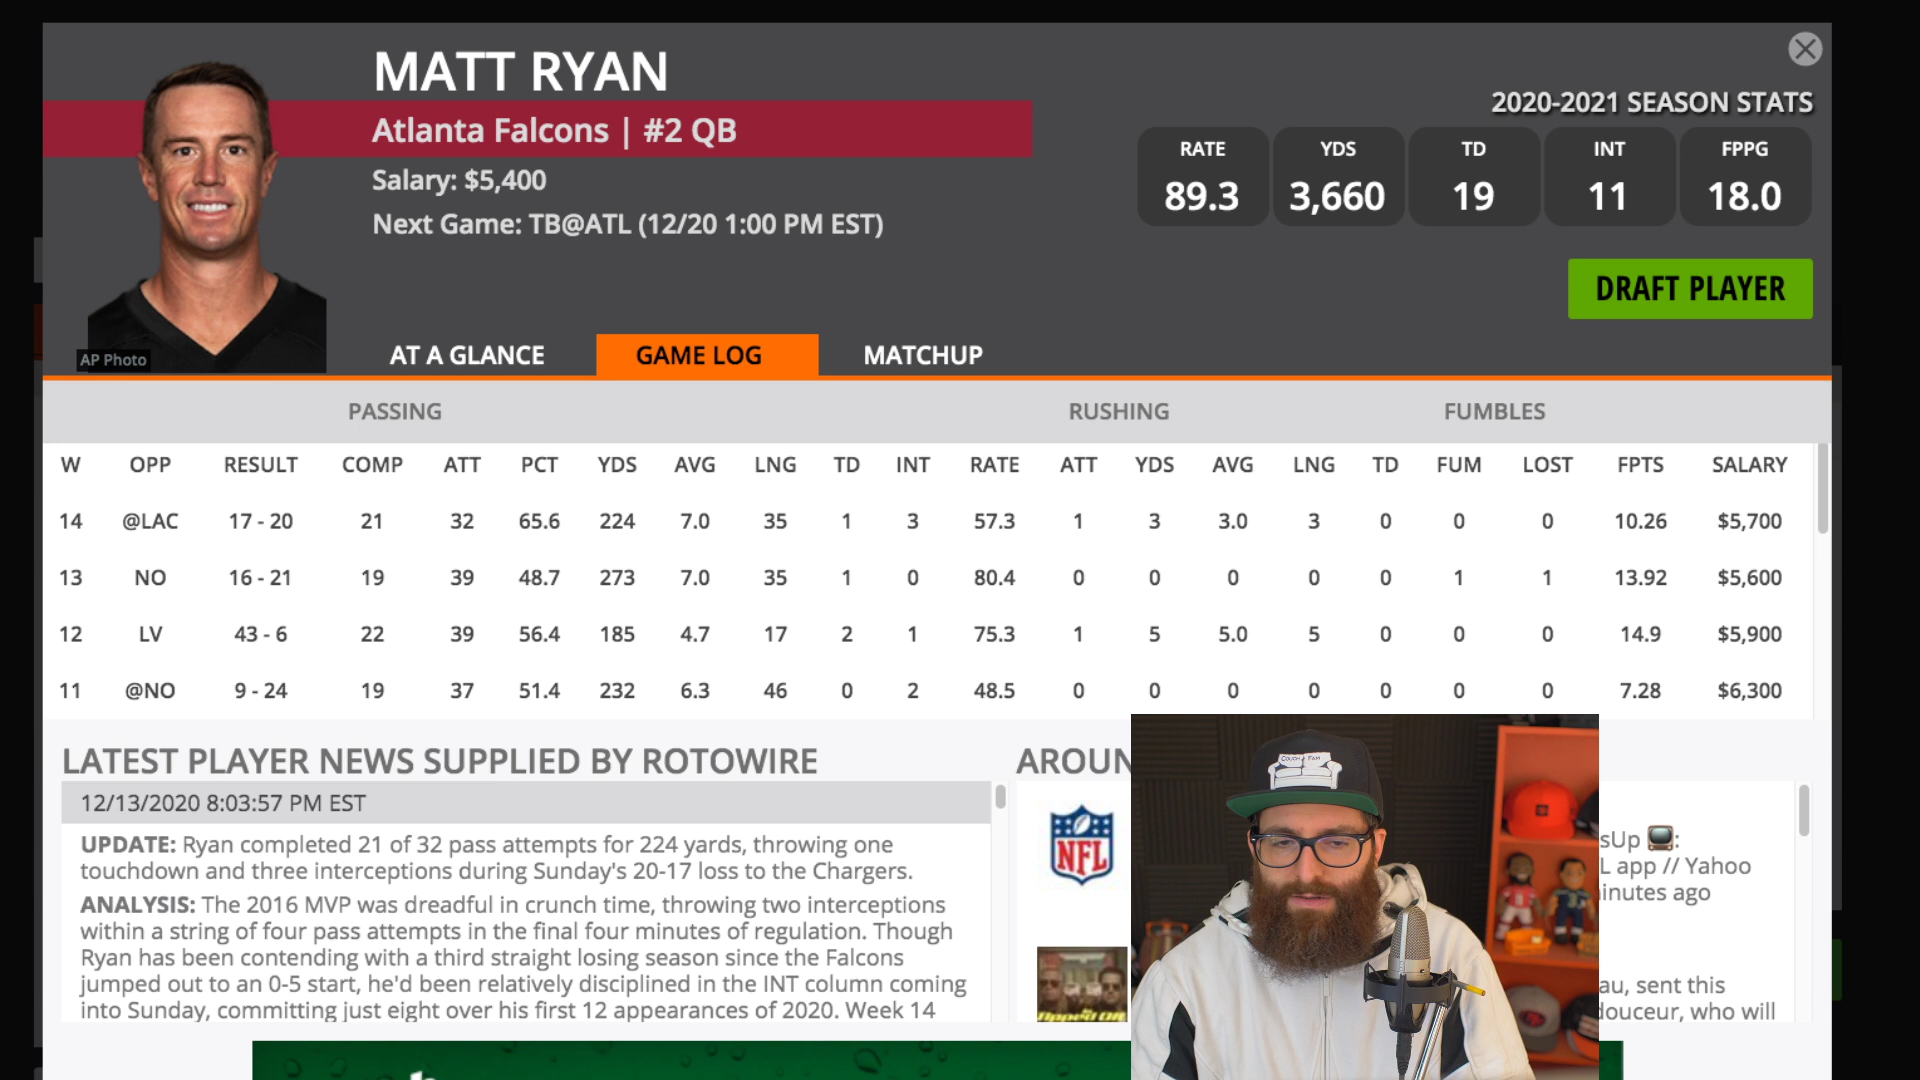 MATT RYAN
Atlanta Falcons | #2 QB
Salary: $5,400
Next Game: TB@ATL (12/20 1:00 PM EST)
AP Photo
2020-2021 SEASON STATS
RATE YDS TD INT FPPG
89.3 3,660 19 11 18.0
DRAFT PLAYER
AT A GLANCE GAME LOG MATCHUP
PASSING RUSHING FUMBLES
W OPP RESULT COMP ATT PCT YDS AVG LNG TD INT RATE ATT YDS AVG LNG TD FUM LOST FPTS SALARY
14 @LAC 17 - 20 21 32 65.6 224 7.0 35 1 3 57.3 1 3 3.0 3 0 0 0 10.26 $5,700
13 NO 16 - 21 19 39 48.7 273 7.0 35 1 0 80.4 0 0 0 0 0 1 1 13.92 $5,600
12 LV 43 - 6 22 39 56.4 185 4.7 17 2 1 75.3 1 5 5.0 5 0 0 0 14.9 $5,900
11 @NO 9 - 24 19 37 51.4 232 6.3 46 0 2 48.5 0 0 0 0 0 0 0 7.28 $6,300
LATEST PLAYER NEWS SUPPLIED BY ROTOWIRE
12/13/2020 8:03:57 PM EST
UPDATE: Ryan completed 21 of 32 pass attempts for 224 yards, throwing one
touchdown and three interceptions during Sunday's 20-17 loss to the Chargers.
ANALYSIS: The 2016 MVP was dreadful in crunch time, throwing two interceptions
within a string of four pass attempts in the final four minutes of regulation. Though
Ryan has been contending with a third straight losing season since the Falcons
jumped out to an 0-5 start, he'd been relatively disciplined in the INT column coming
into Sunday, committing just eight over his first 12 appearances of 2020. Week 14
AROUN
NFL
COUCH
sUp :
L app // Yahoo
inutes ago
au, sent this
douceur, who will